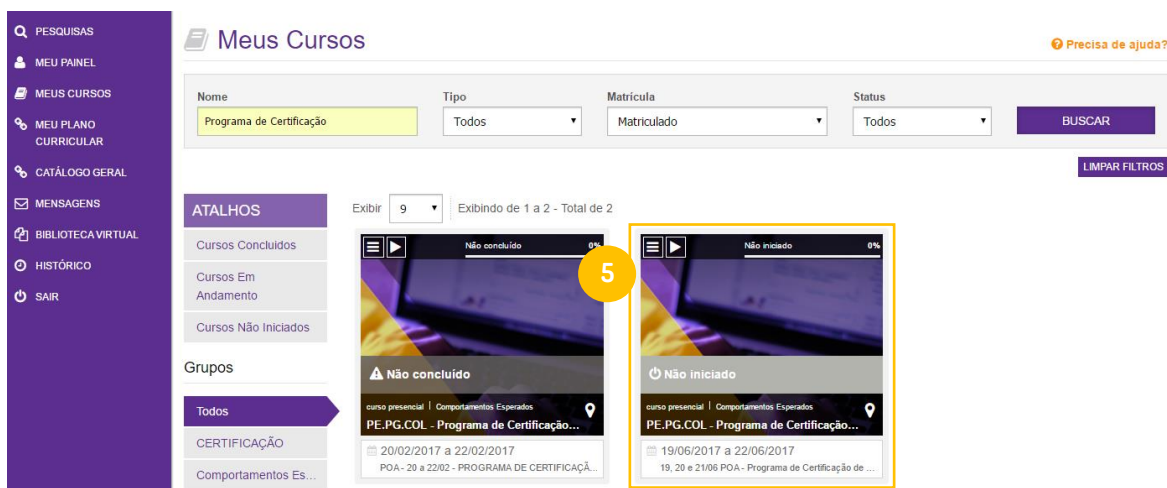 PESQUISAS
MEU PAINEL
MEUS CURSOS
MEU PLANO
CURRICULAR
CATÁLOGO GERAL
MENSAGENS
BIBLIOTECA VIRTUAL
HISTÓRICO
SAIR
Meus Cursos
Precisa de ajuda?
Nome Tipo Matrícula Status
Programa de Certificação Todos Matriculado Todos BUSCAR
LIMPAR FILTROS
ATALHOS
Cursos Concluidos
Cursos Em
Andamento
Cursos Não Iniciados
Grupos
Todos
CERTIFICAÇÃO
Comportamentos Es...
Exibir 9 Exibindo de 1 a 2 - Total de 2
Não concluído 0%
Não concluído
curso presencial | Comportamentos Esperados
PE.PG.COL - Programa de Certificação...
20/02/2017 a 22/02/2017
POA - 20 a 22/02 - PROGRAMA DE CERTIFICAÇÃ...
5
Não iniciado 0%
Não iniciado
curso presencial | Comportamentos Esperados
PE.PG.COL - Programa de Certificação...
19/06/2017 a 22/06/2017
19, 20 e 21/06 POA - Programa de Certificação de ...